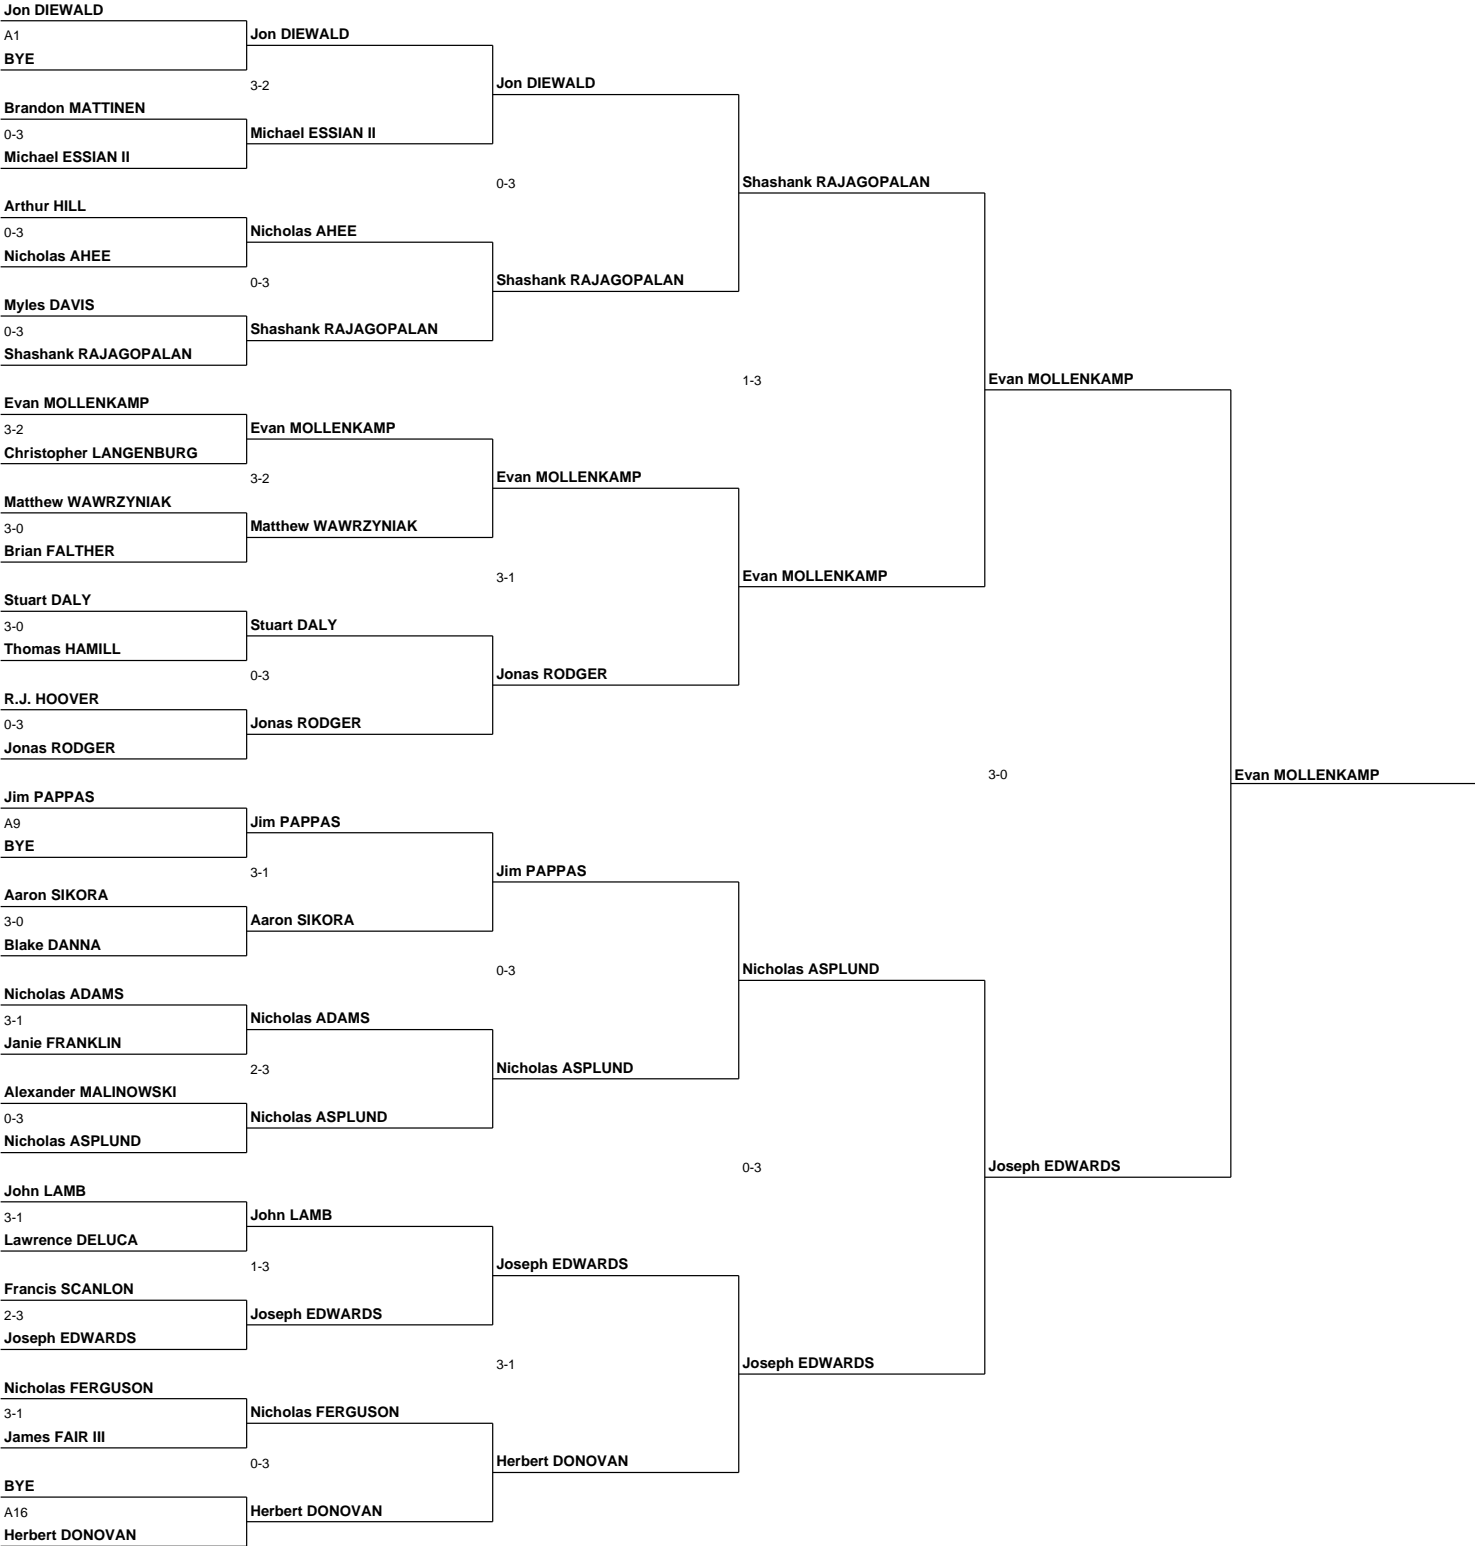 Jon DIEWALD
A1
BYE
Brandon MATTINEN
0-3
Michael ESSIAN II
Arthur HILL
0-3
Nicholas AHEE
Myles DAVIS
0-3
Shashank RAJAGOPALAN
Evan MOLLENKAMP
3-2
Christopher LANGENBURG
Matthew WAWRZYNIAK
3-0
Brian FALTHER
Stuart DALY
3-0
Thomas HAMILL
R.J. HOOVER
0-3
Jonas RODGER
Jim PAPPAS
A9
BYE
Aaron SIKORA
3-0
Blake DANNA
Nicholas ADAMS
3-1
Janie FRANKLIN
Alexander MALINOWSKI
0-3
Nicholas ASPLUND
John LAMB
3-1
Lawrence DELUCA
Francis SCANLON
2-3
Joseph EDWARDS
Nicholas FERGUSON
3-1
James FAIR III
BYE
A16
Herbert DONOVAN
Jon DIEWALD
3-2
Michael ESSIAN II
Nicholas AHEE
0-3
Shashank RAJAGOPALAN
Evan MOLLENKAMP
3-2
Matthew WAWRZYNIAK
Stuart DALY
0-3
Jonas RODGER
Jim PAPPAS
3-1
Aaron SIKORA
Nicholas ADAMS
2-3
Nicholas ASPLUND
John LAMB
1-3
Joseph EDWARDS
Nicholas FERGUSON
0-3
Herbert DONOVAN
Jon DIEWALD
0-3
Shashank RAJAGOPALAN
Evan MOLLENKAMP
3-1
Jonas RODGER
Jim PAPPAS
0-3
Nicholas ASPLUND
Joseph EDWARDS
3-1
Herbert DONOVAN
Shashank RAJAGOPALAN
1-3
Evan MOLLENKAMP
Nicholas ASPLUND
0-3
Joseph EDWARDS
Evan MOLLENKAMP
3-0
Joseph EDWARDS
Evan MOLLENKAMP